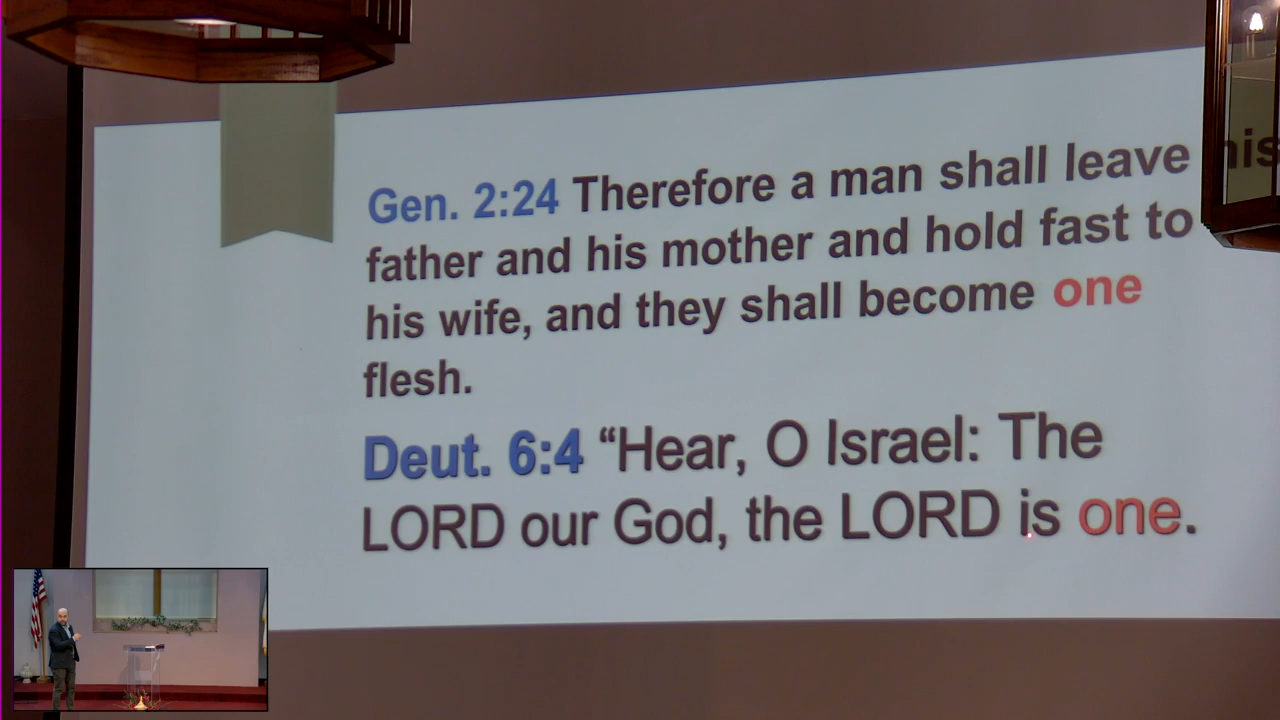 Gen. 2:24 Therefore a man shall leave his
father and his mother and hold fast to
his wife, and they shall become one
flesh.
Deut. 6:4 “Hear, O Israel: The
LORD our God, the LORD is one.